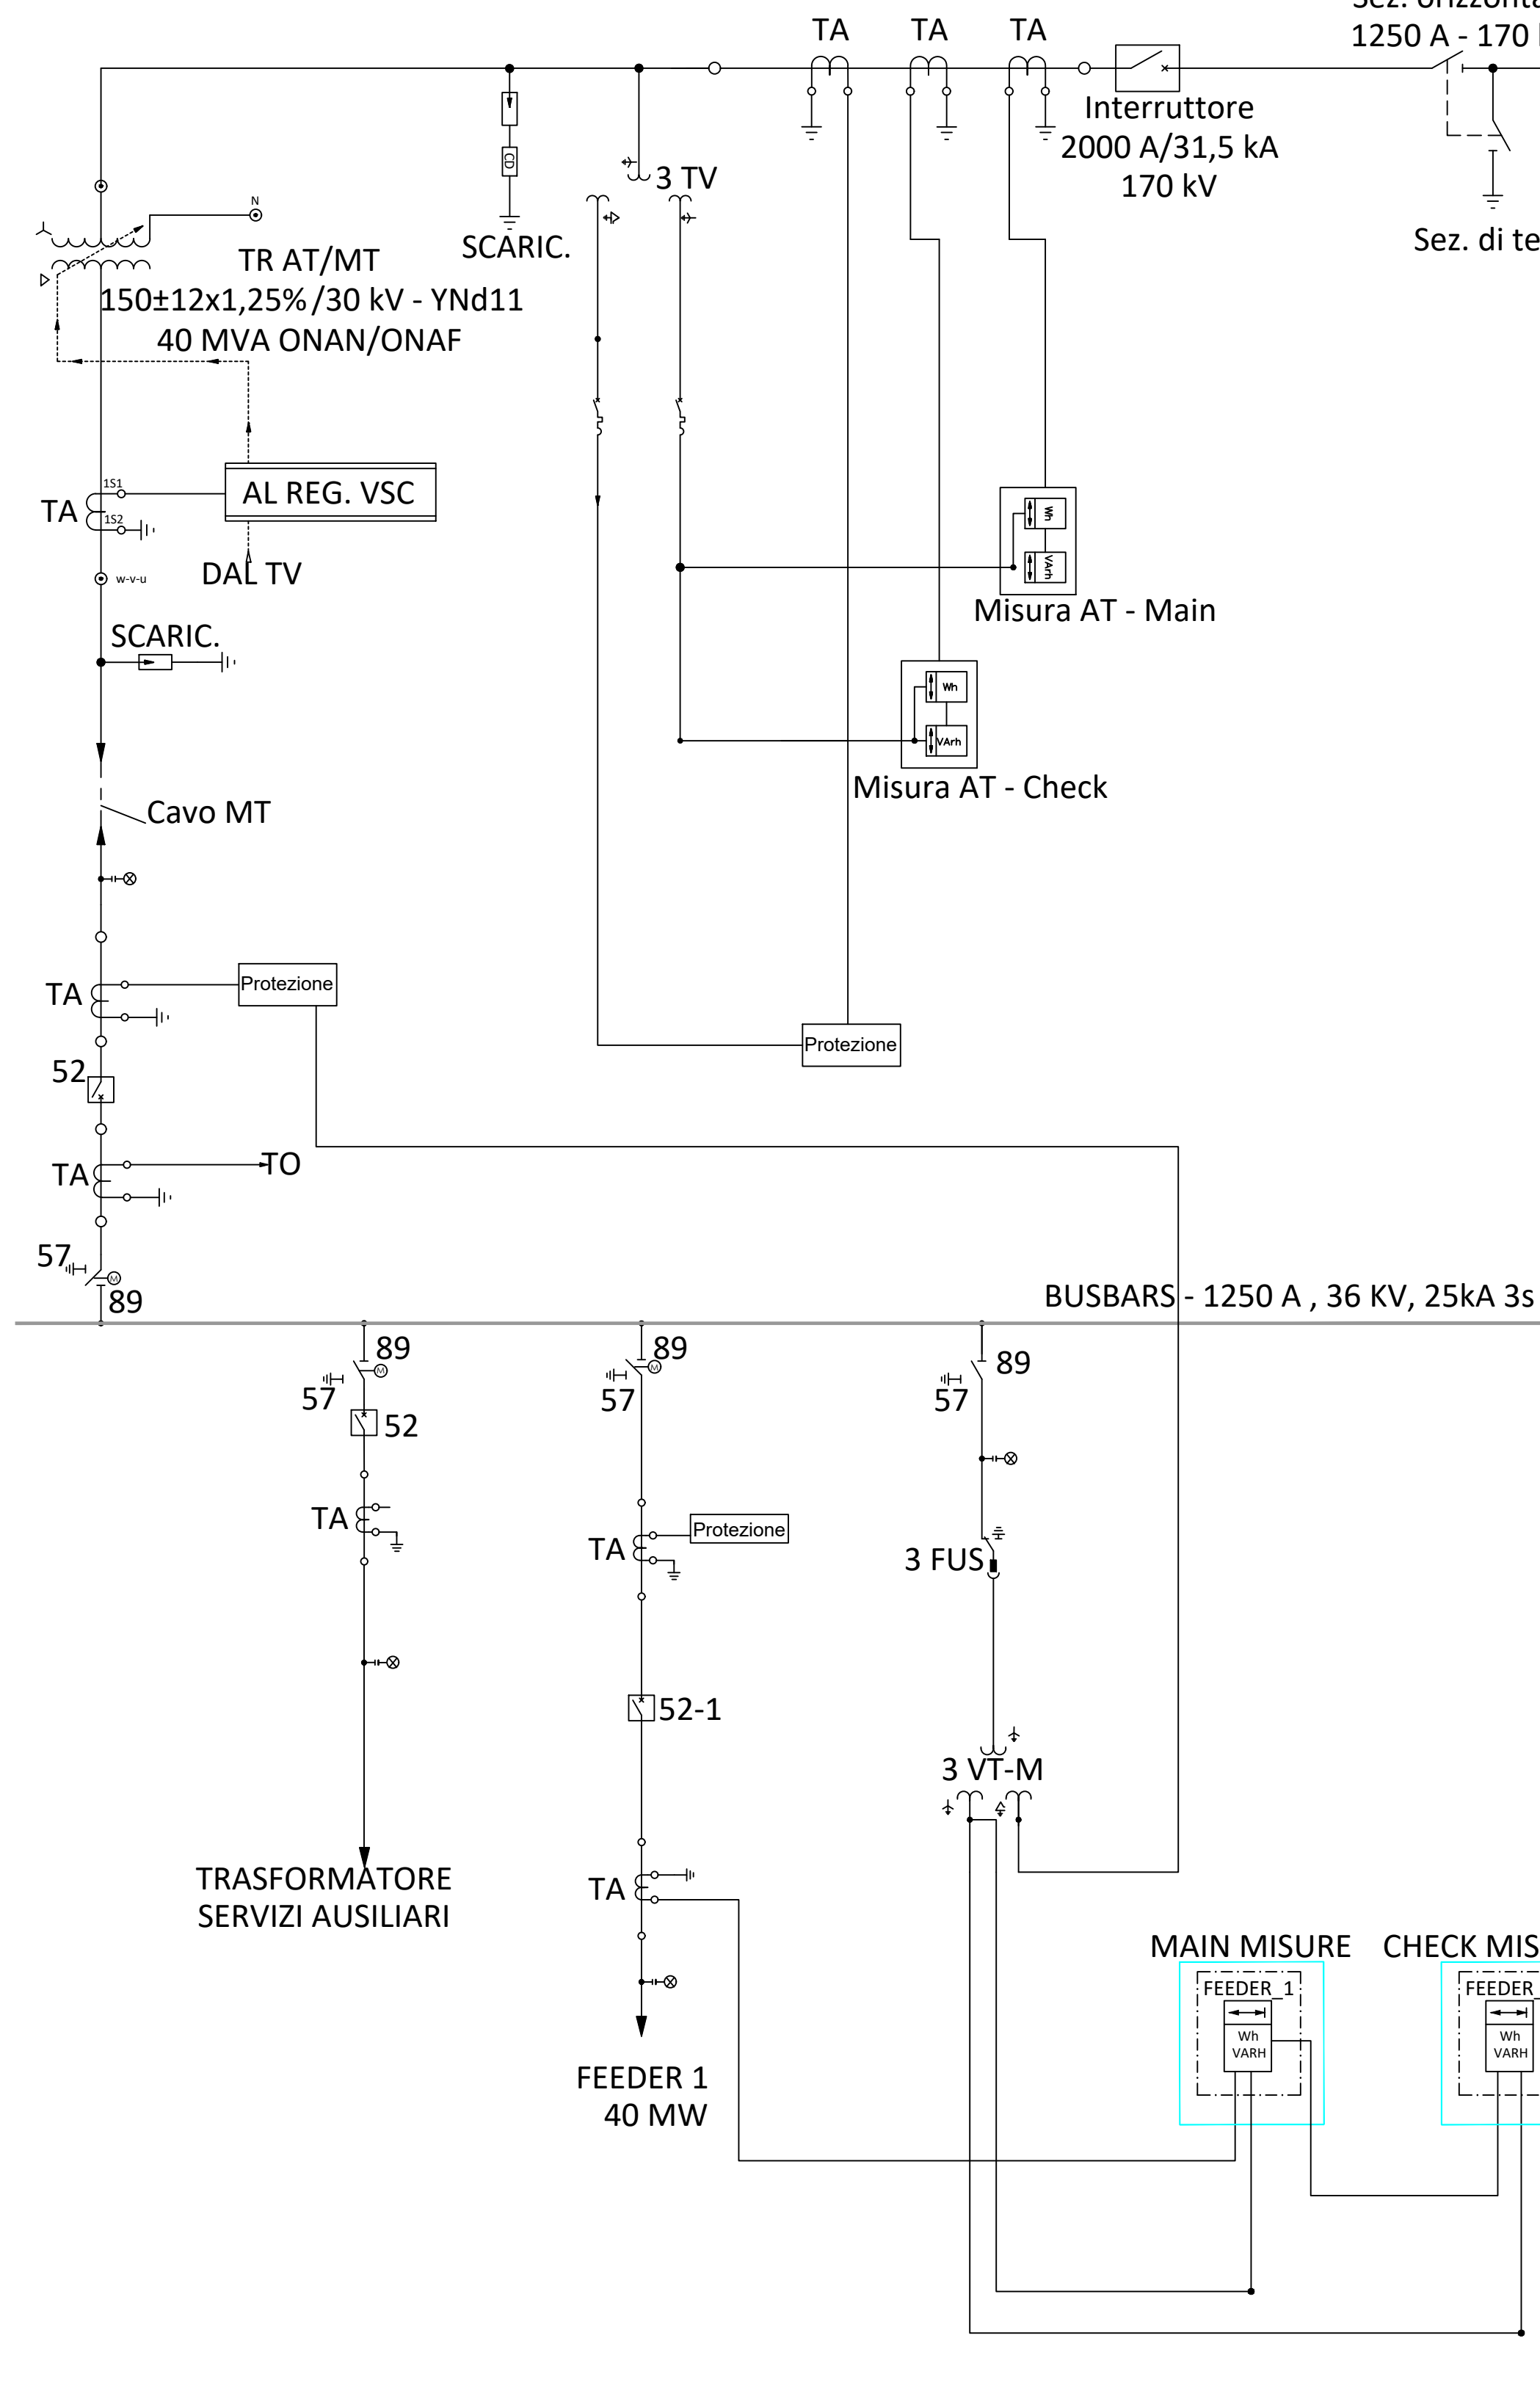 Sez. orizzonta
1250 A - 170
TA
TA
TA
Interruttore
2000 A/31,5 kA
170 kV
Sez. di te
CD
SCARIC.
3 TV
N
TR AT/MT
150±12x1,25%/30 kV - YNd11
40 MVA ONAN/ONAF
1S1
TA
1S2
AL REG. VSC
DAL TV
w-v-u
SCARIC.
Wh
VArh
Misura AT - Main
Wh
VArh
Misura AT - Check
Cavo MT
TA
Protezione
Protezione
52
TA
TO
57
M
89
BUSBARS - 1250 A , 36 KV, 25kA 3s
89
M
57
52
TA
TRASFORMATORE
SERVIZI AUSILIARI
89
M
57
TA
Protezione
52-1
TA
FEEDER 1
40 MW
89
57
3 FUS
3 VT-M
MAIN MISURE
FEEDER_1
Wh
VARH
CHECK MIS
FEEDER_
Wh
VARH